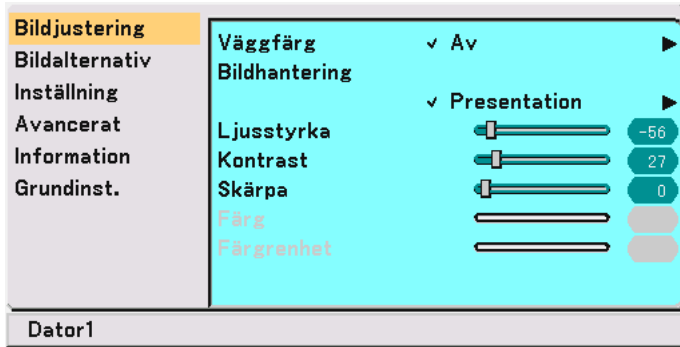 Bildjustering
Bildalternativ
Inställning
Avancerat
Information
Grundinst.
Väggfärg ✓ Av
Bildhantering
✓ Presentation
Ljusstyrka -56
Kontrast 27
Skärpa 0
Färg
Färgrenhet
Dator1